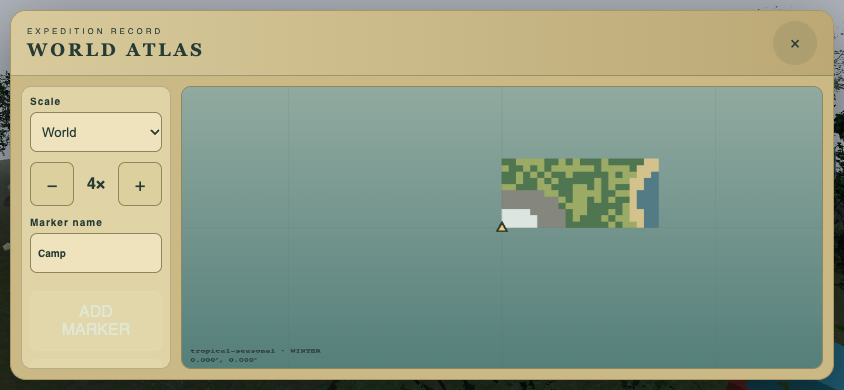 EXPEDITION RECORD
WORLD ATLAS
×
Scale
World
− 4× +
Marker name
Camp
ADD
MARKER
tropical-seasonal · WINTER
0.000°, 0.000°